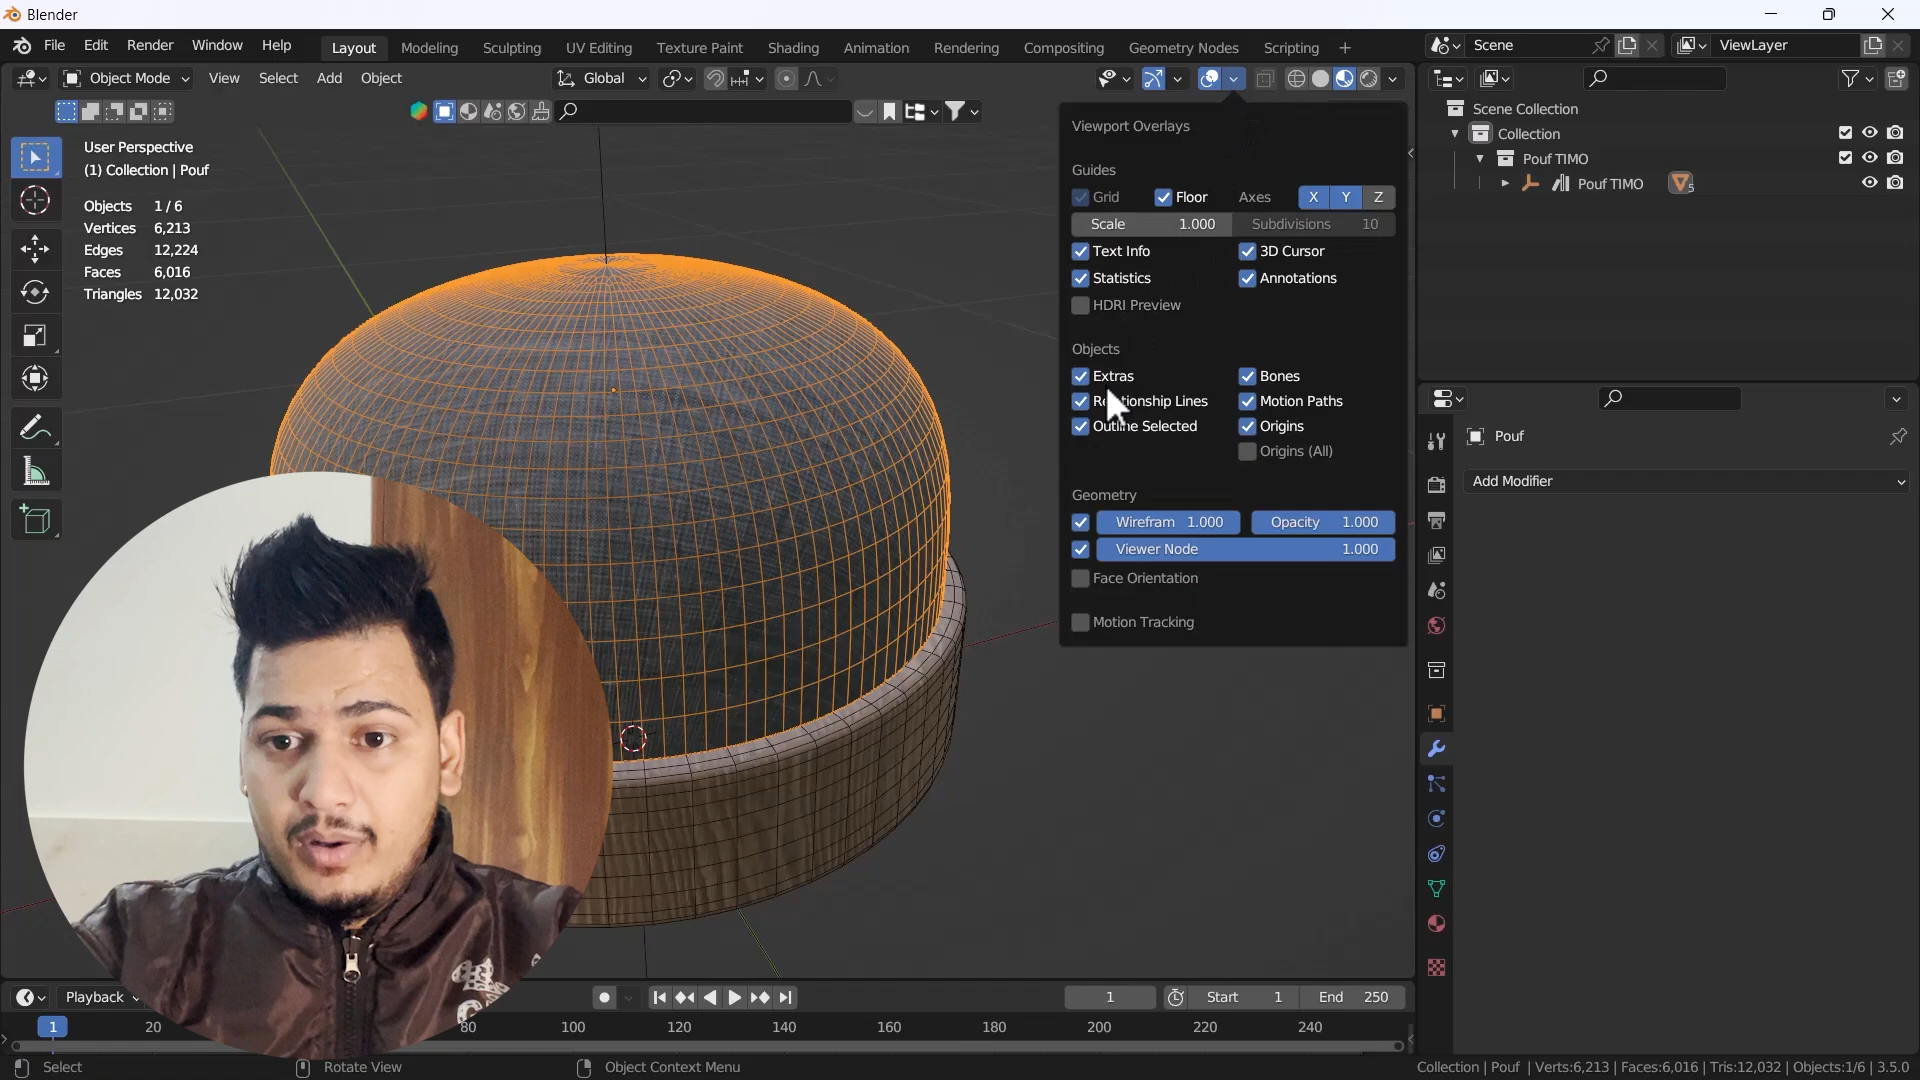 Blender
File Edit Render Window Help Layout Modeling Sculpting UV Editing Texture Paint Shading Animation Rendering Compositing Geometry Nodes Scripting + Scene ViewLayer
Object Mode View Select Add Object Global
User Perspective
(1) Collection | Pouf
Objects 1 / 6
Vertices 6,213
Edges 12,224
Faces 6,016
Triangles 12,032
Viewport Overlays
Guides
Grid Floor Axes X Y Z
Scale 1.000 Subdivisions 10
Text Info 3D Cursor
Statistics Annotations
HDRI Preview
Objects
Extras Bones
Relationship Lines Motion Paths
Outline Selected Origins
Origins (All)
Geometry
Wirefram 1.000 Opacity 1.000
Viewer Node 1.000
Face Orientation
Motion Tracking
Scene Collection
Collection
Pouf TIMO
Pouf TIMO 5
Pouf
Add Modifier
Playback 1 Start 1 End 250
1 20 80 100 120 140 160 180 200 220 240
Select Rotate View Object Context Menu Collection | Pouf | Verts:6,213 | Faces:6,016 | Tris:12,032 | Objects:1/6 | 3.5.0